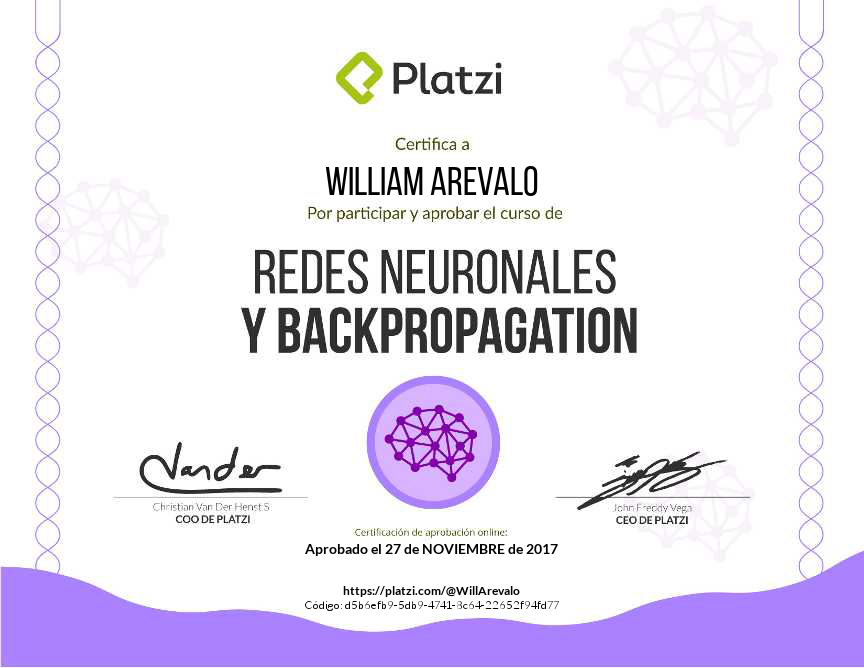 Platzi
Certifica a
WILLIAM AREVALO
Por participar y aprobar el curso de
REDES NEURONALES
Y BACKPROPAGATION
Vander
Christian Van Der Henst S
COO DE PLATZI
John Freddy Vega
CEO DE PLATZI
Certificación de aprobación online:
Aprobado el 27 de NOVIEMBRE de 2017
https://platzi.com/@WillArevalo
Código: d5b6efb9-5db9-4741-8c64-22652f94fd77